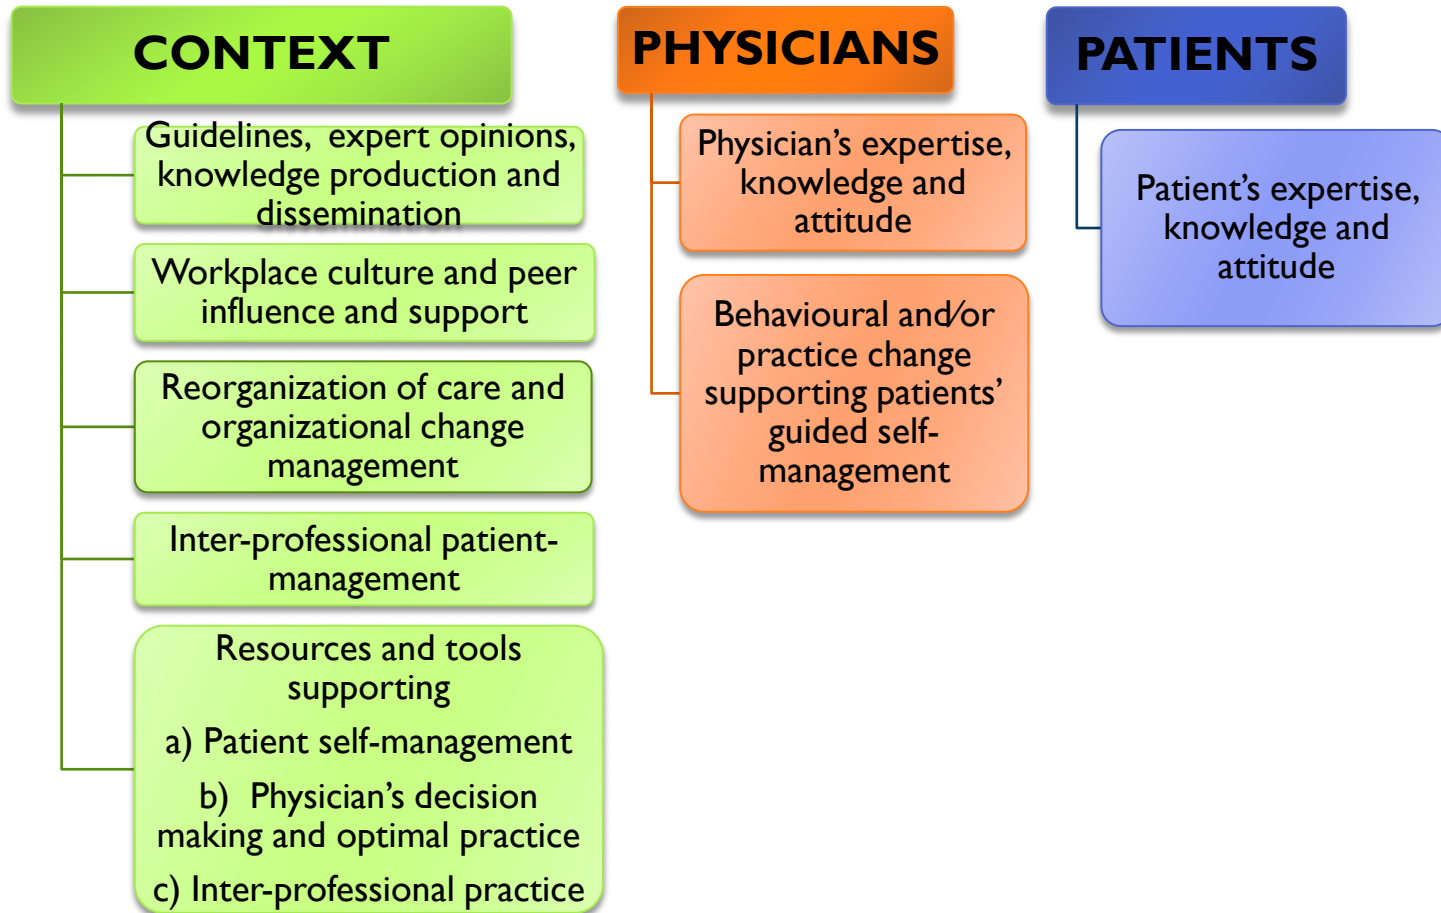 CONTEXT
Guidelines, expert opinions,
knowledge production and
dissemination
Workplace culture and peer
influence and support
Reorganization of care and
organizational change
management
Inter-professional patient-
management
Resources and tools
supporting
a) Patient self-management
b) Physician’s decision
making and optimal practice
c) Inter-professional practice
PHYSICIANS
Physician’s expertise,
knowledge and
attitude
Behavioural and/or
practice change
supporting patients’
guided self-
management
PATIENTS
Patient’s expertise,
knowledge and
attitude